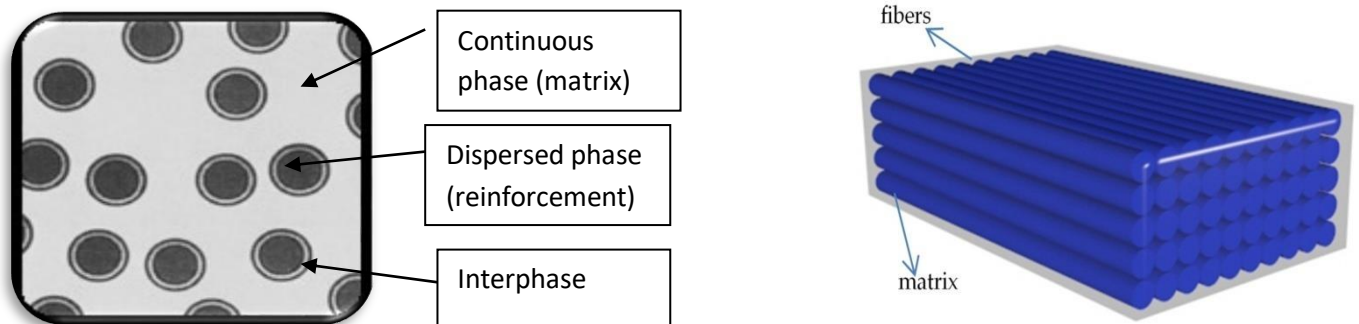 Continuous
phase (matrix)
Dispersed phase
(reinforcement)
Interphase
fibers
matrix